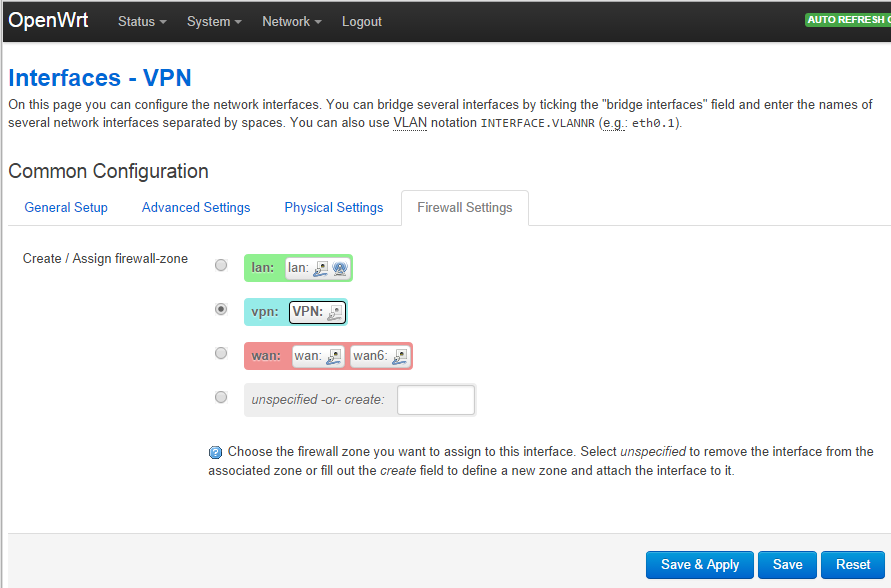 OpenWrt Status System Network Logout AUTO REFRESH
Interfaces - VPN
On this page you can configure the network interfaces. You can bridge several interfaces by ticking the "bridge interfaces" field and enter the names of
several network interfaces separated by spaces. You can also use VLAN notation INTERFACE.VLANNR (e.g.: eth0.1).
Common Configuration
General Setup Advanced Settings Physical Settings Firewall Settings
Create / Assign firewall-zone
lan: lan:
vpn: VPN:
wan: wan: wan6:
unspecified -or- create:
Choose the firewall zone you want to assign to this interface. Select unspecified to remove the interface from the
associated zone or fill out the create field to define a new zone and attach the interface to it.
Save & Apply Save Reset